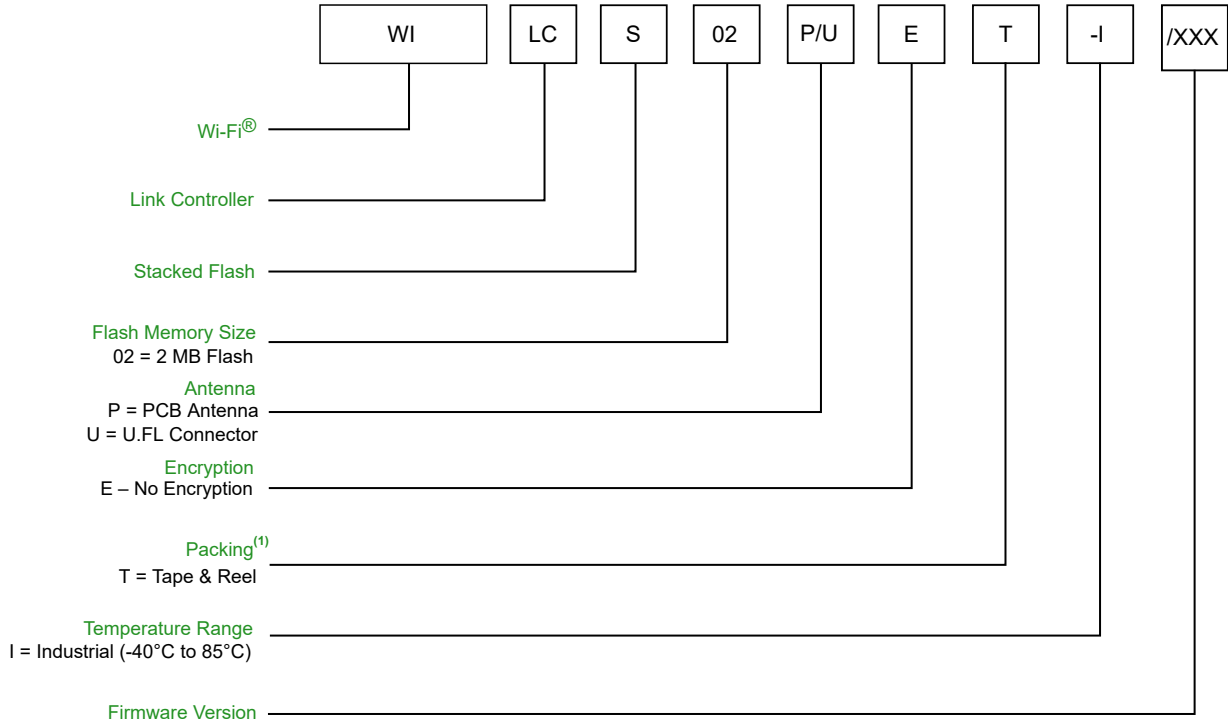 WI LC S 02 P/U E T -I /XXX
Wi-Fi®
Link Controller
Stacked Flash
Flash Memory Size
02 = 2 MB Flash
Antenna
P = PCB Antenna
U = U.FL Connector
Encryption
E – No Encryption
Packing(1)
T = Tape & Reel
Temperature Range
I = Industrial (-40°C to 85°C)
Firmware Version